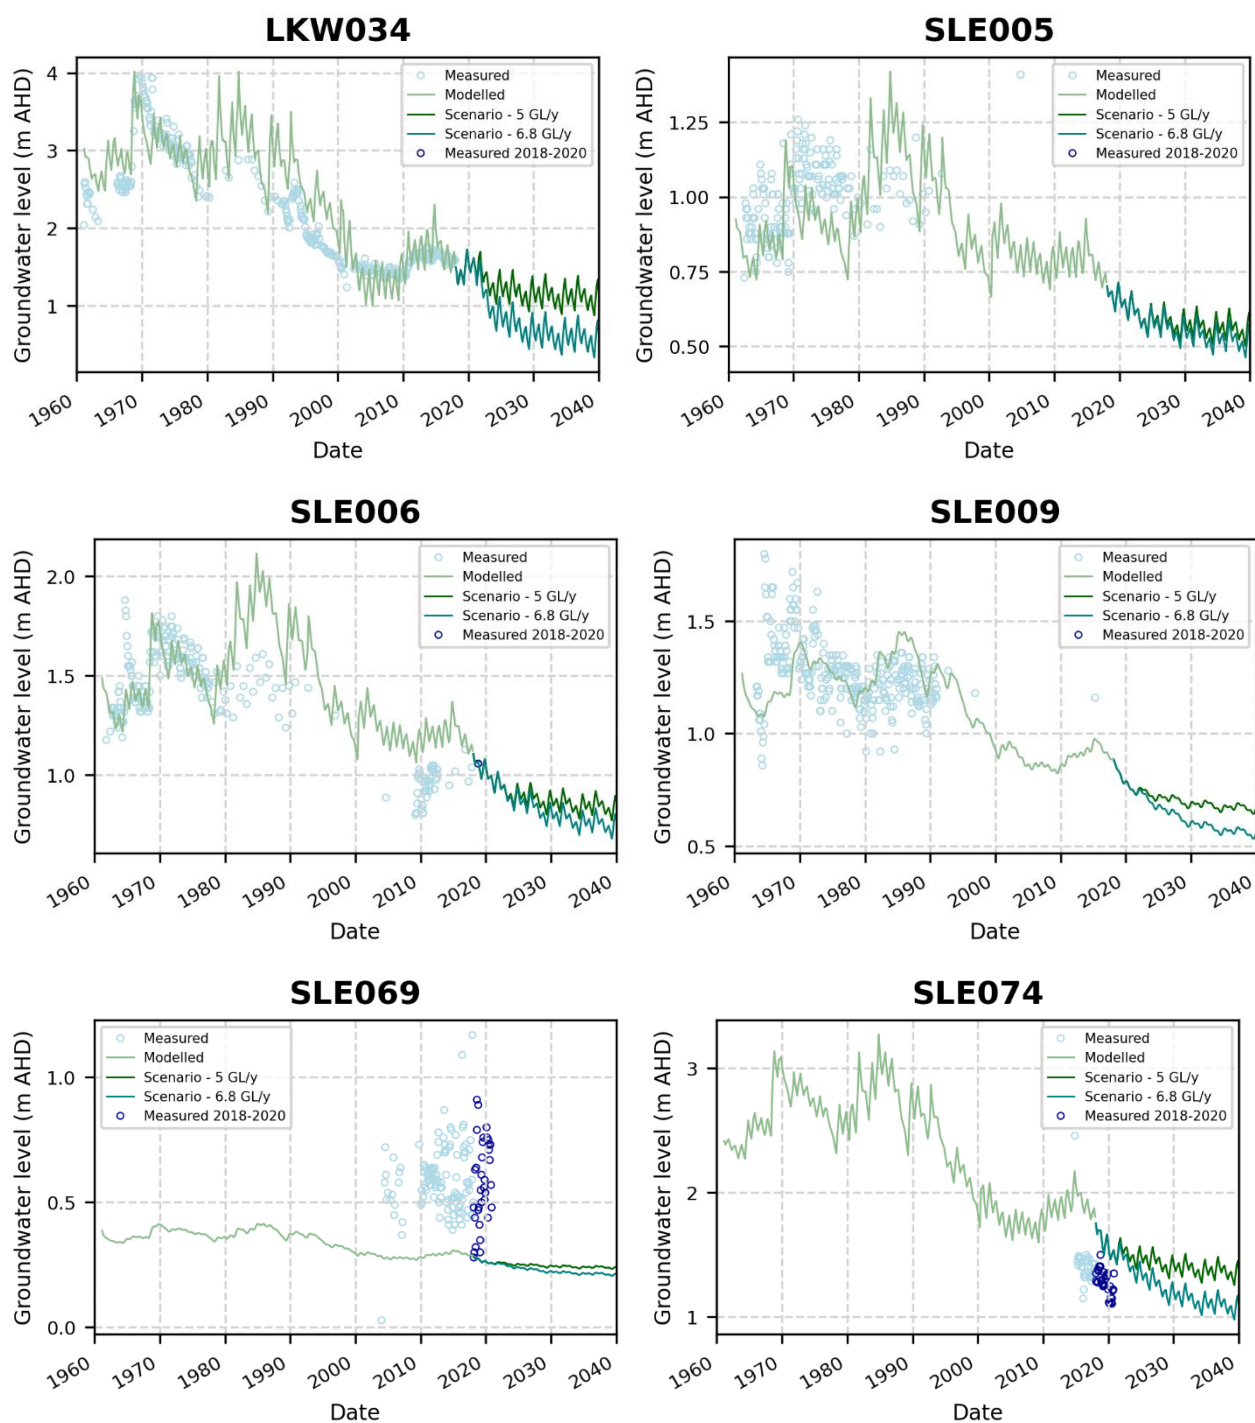 LKW034
Groundwater level (m AHD)
4
3
2
1
Measured
Modelled
Scenario - 5 GL/y
Scenario - 6.8 GL/y
Measured 2018-2020
1960 1970 1980 1990 2000 2010 2020 2030 2040
Date
SLE005
Groundwater level (m AHD)
1.25
1.00
0.75
0.50
Measured
Modelled
Scenario - 5 GL/y
Scenario - 6.8 GL/y
Measured 2018-2020
1960 1970 1980 1990 2000 2010 2020 2030 2040
Date
SLE006
Groundwater level (m AHD)
2.0
1.5
1.0
Measured
Modelled
Scenario - 5 GL/y
Scenario - 6.8 GL/y
Measured 2018-2020
1960 1970 1980 1990 2000 2010 2020 2030 2040
Date
SLE009
Groundwater level (m AHD)
1.5
1.0
0.5
Measured
Modelled
Scenario - 5 GL/y
Scenario - 6.8 GL/y
Measured 2018-2020
1960 1970 1980 1990 2000 2010 2020 2030 2040
Date
SLE069
Groundwater level (m AHD)
1.0
0.5
0.0
Measured
Modelled
Scenario - 5 GL/y
Scenario - 6.8 GL/y
Measured 2018-2020
1960 1970 1980 1990 2000 2010 2020 2030 2040
Date
SLE074
Groundwater level (m AHD)
3
2
1
Measured
Modelled
Scenario - 5 GL/y
Scenario - 6.8 GL/y
Measured 2018-2020
1960 1970 1980 1990 2000 2010 2020 2030 2040
Date